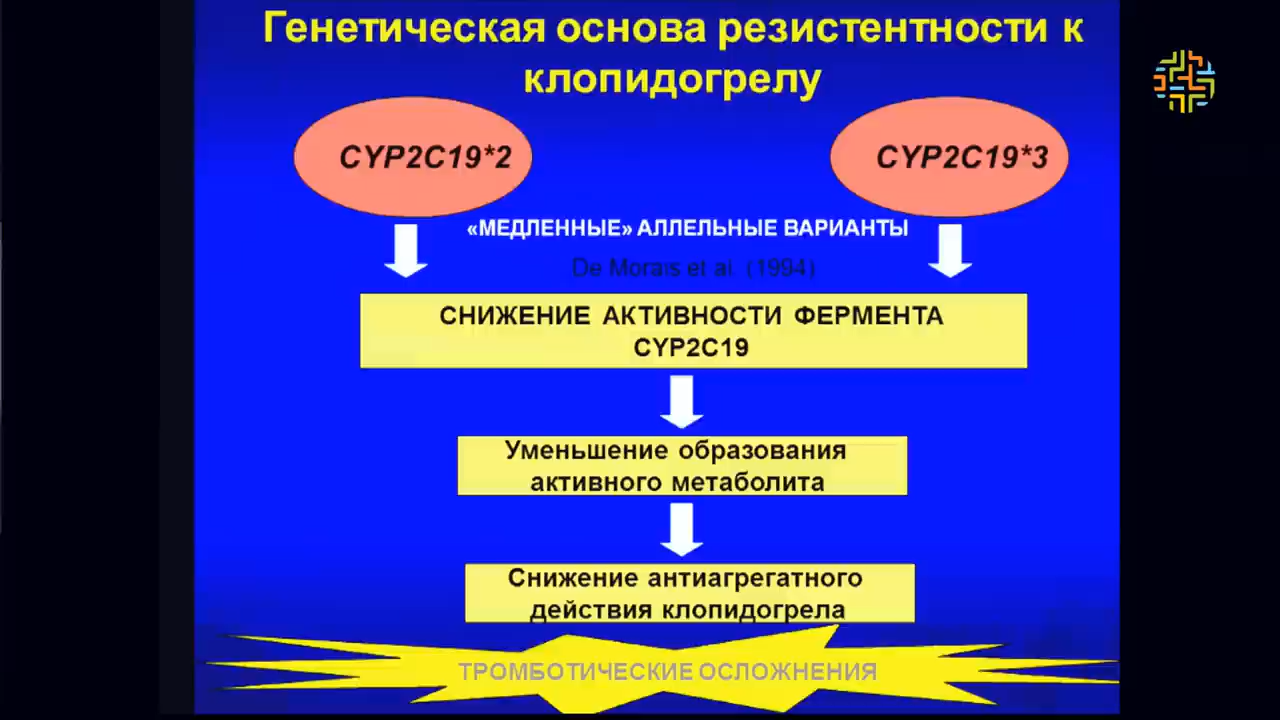 Генетическая основа резистентности к
клопидогрелу
CYP2C19*2
CYP2C19*3
«МЕДЛЕННЫЕ» АЛЛЕЛЬНЫЕ ВАРИАНТЫ
De Morais et al. (1994)
СНИЖЕНИЕ АКТИВНОСТИ ФЕРМЕНТА
CYP2C19
Уменьшение образования
активного метаболита
Снижение антиагрегатного
действия клопидогрела
ТРОМБОТИЧЕСКИЕ ОСЛОЖНЕНИЯ